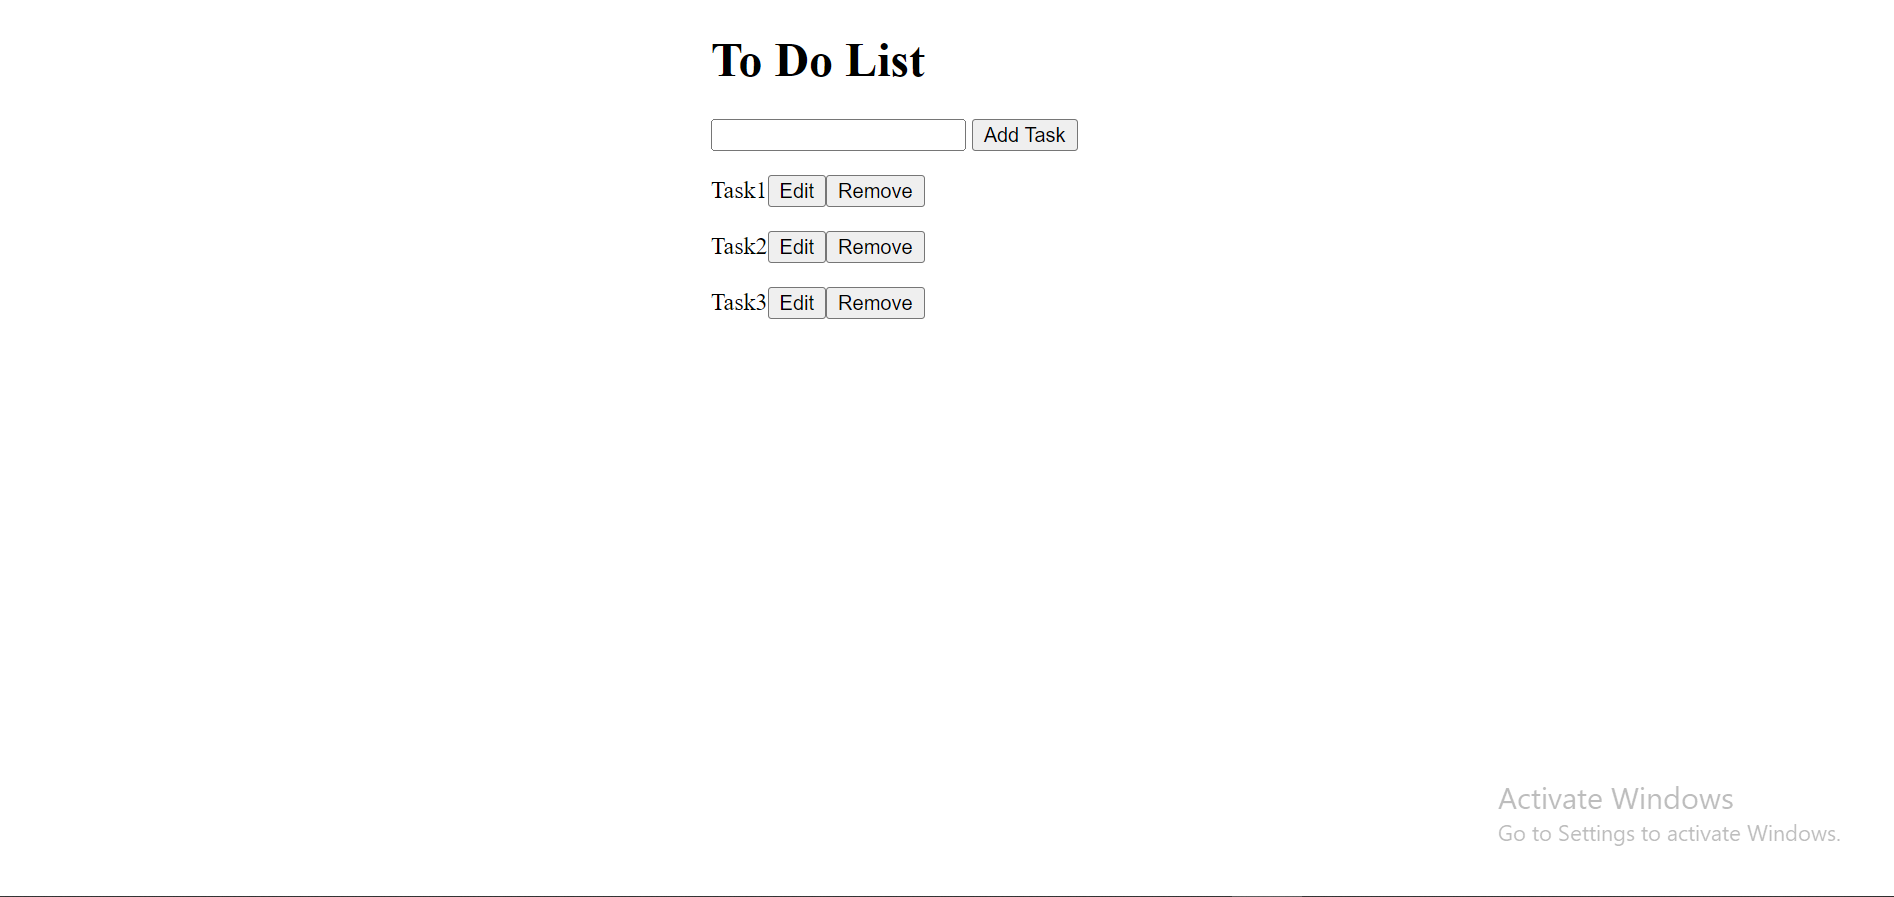 To Do List
Add Task
Task1 Edit Remove
Task2 Edit Remove
Task3 Edit Remove
Activate Windows
Go to Settings to activate Windows.